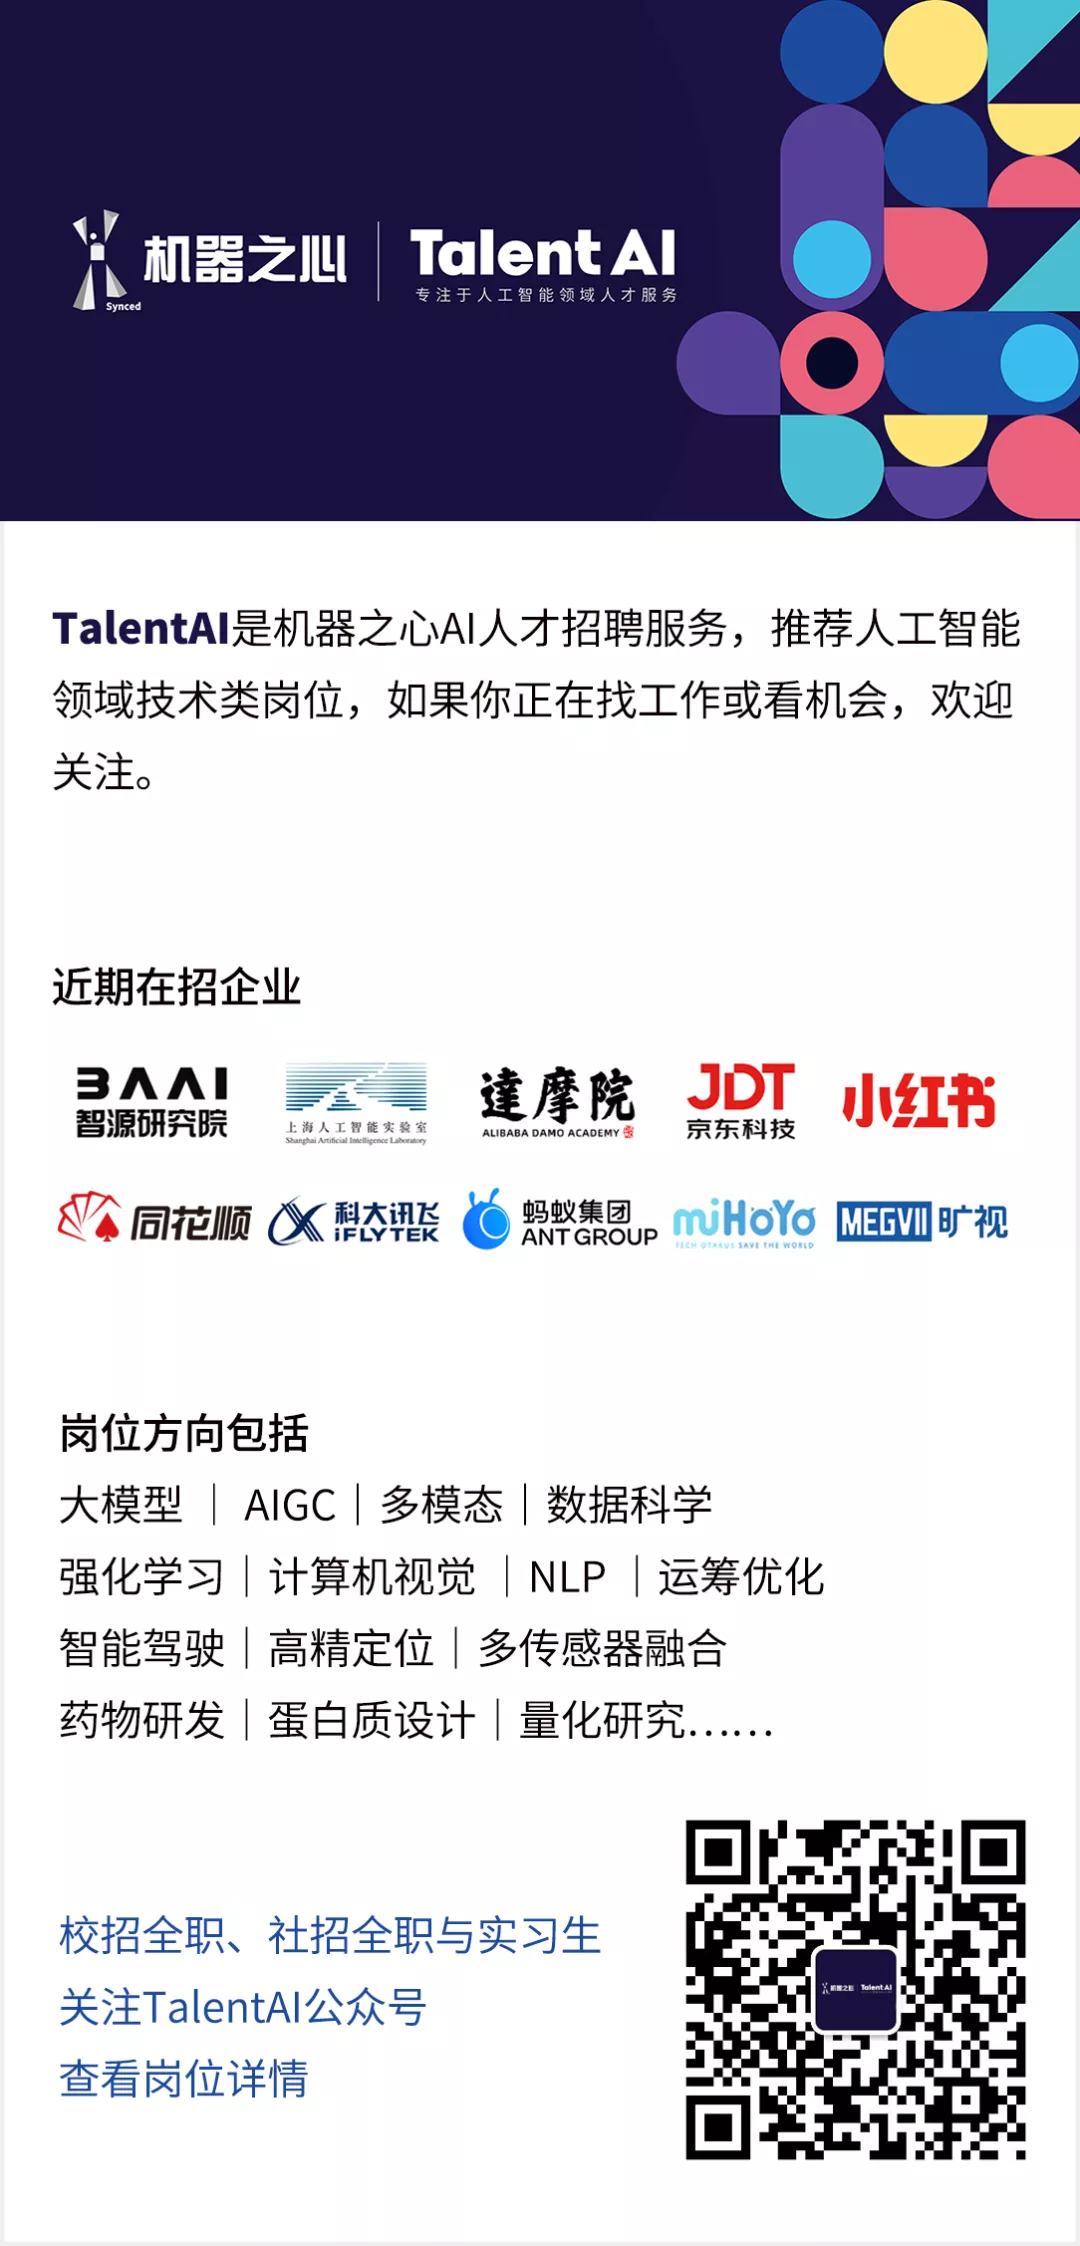 机器之心
Synced
Talent AI
专注于人工智能领域人才服务
TalentAI是机器之心AI人才招聘服务，推荐人工智能
领域技术类岗位，如果你正在找工作或看机会，欢迎
关注。
近期在招企业
BAAI
智源研究院
上海人工智能实验室
Shanghai Artificial Intelligence Laboratory
達摩院
ALIBABA DAMO ACADEMY
JDT
京东科技
小红书
同花顺
科大讯飞
iFLYTEK
蚂蚁集团
ANT GROUP
miHoYo
TECH OTAKUS SAVE THE WORLD
MEGVII 旷视
岗位方向包括
大模型 ｜ AIGC｜多模态｜数据科学
强化学习｜计算机视觉 ｜NLP ｜运筹优化
智能驾驶｜高精定位｜多传感器融合
药物研发｜蛋白质设计｜量化研究……
校招全职、社招全职与实习生
关注TalentAI公众号
查看岗位详情
机器之心 Talent AI